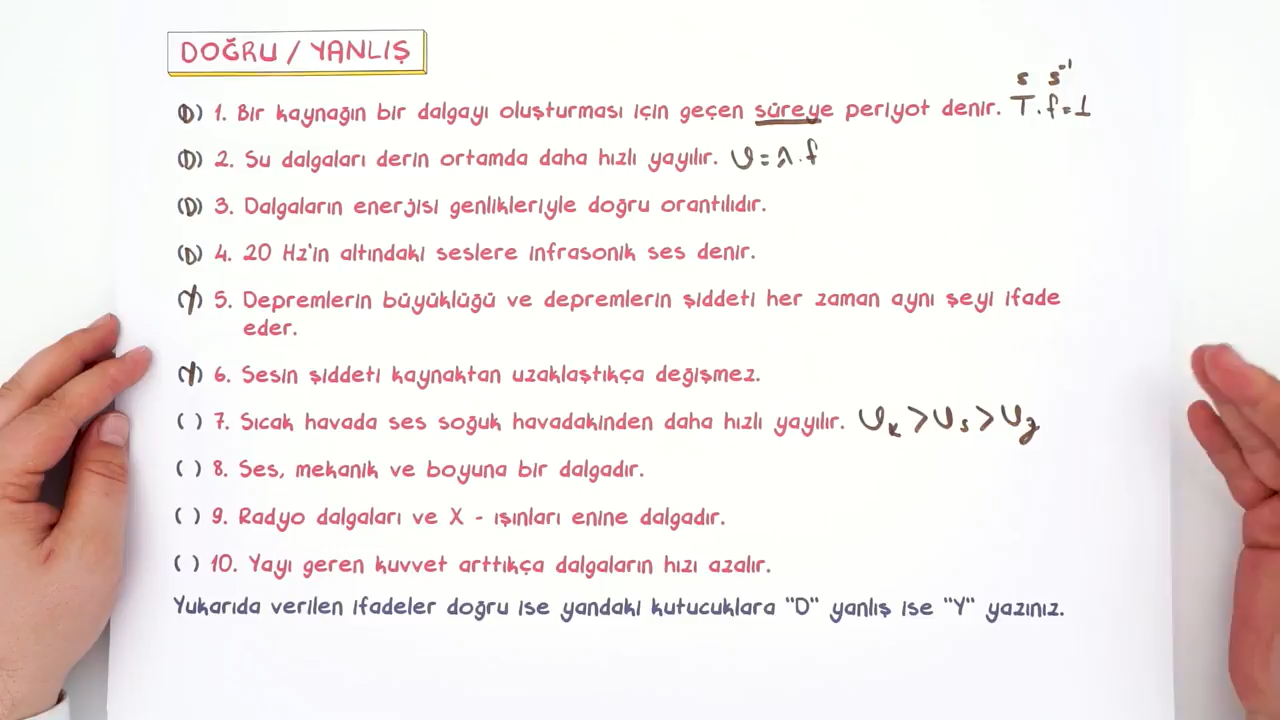 DOĞRU / YANLIŞ
s s⁻¹
(D) 1. Bir kaynağın bir dalgayı oluşturması için geçen süreye periyot denir. T.f=1
(D) 2. Su dalgaları derin ortamda daha hızlı yayılır. υ=λ.f
(D) 3. Dalgaların enerjisi genlikleriyle doğru orantılıdır.
(D) 4. 20 Hz'in altındaki seslere infrasonik ses denir.
(Y) 5. Depremlerin büyüklüğü ve depremlerin şiddeti her zaman aynı şeyi ifade
eder.
(Y) 6. Sesin şiddeti kaynaktan uzaklaştıkça değişmez.
( ) 7. Sıcak havada ses soğuk havadakinden daha hızlı yayılır. υk > υs > υg
( ) 8. Ses, mekanik ve boyuna bir dalgadır.
( ) 9. Radyo dalgaları ve X - ışınları enine dalgadır.
( ) 10. Yayı geren kuvvet arttıkça dalgaların hızı azalır.
Yukarıda verilen ifadeler doğru ise yandaki kutucuklara "D" yanlış ise "Y" yazınız.